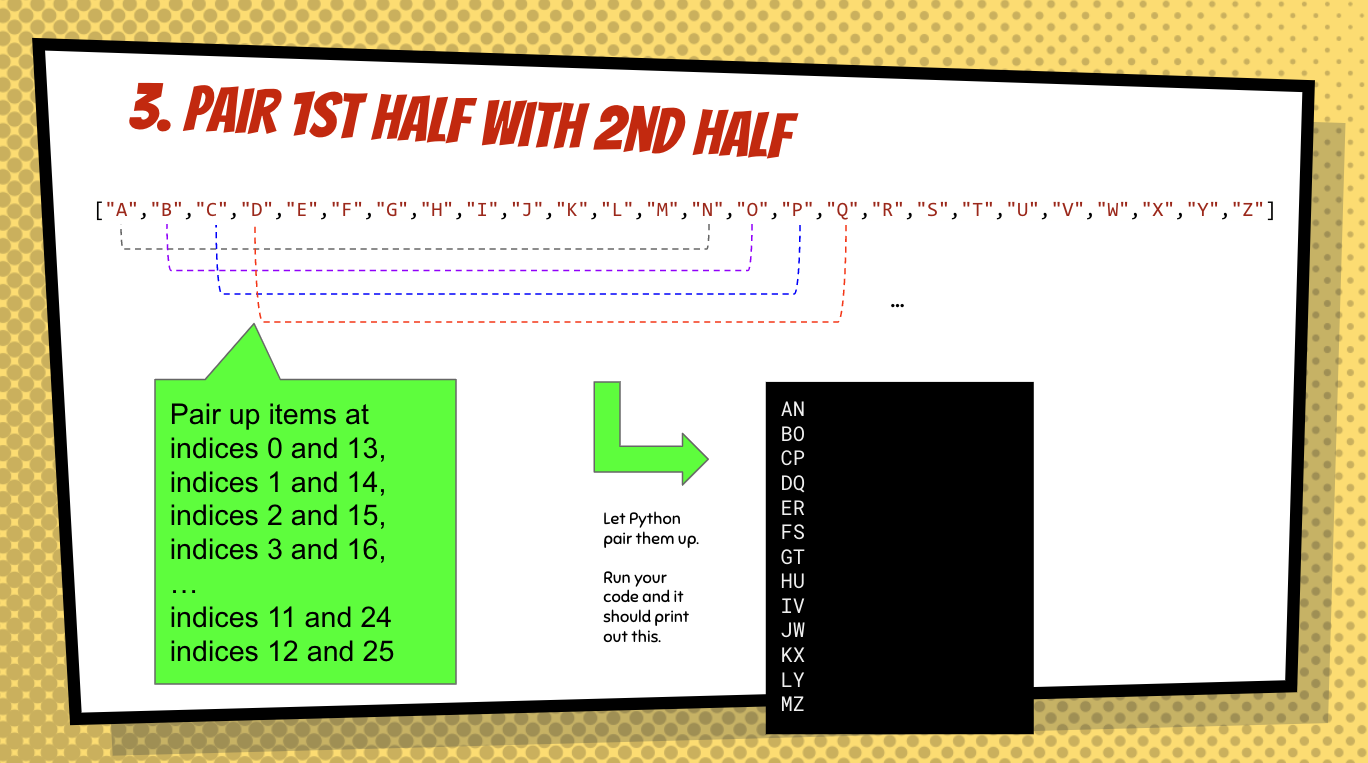 3. PAIR 1ST HALF WITH 2ND HALF
["A","B","C","D","E","F","G","H","I","J","K","L","M","N","O","P","Q","R","S","T","U","V","W","X","Y","Z"]
…
Pair up items at
indices 0 and 13,
indices 1 and 14,
indices 2 and 15,
indices 3 and 16,
…
indices 11 and 24
indices 12 and 25
Let Python
pair them up.
Run your
code and it
should print
out this.
AN
BO
CP
DQ
ER
FS
GT
HU
IV
JW
KX
LY
MZ